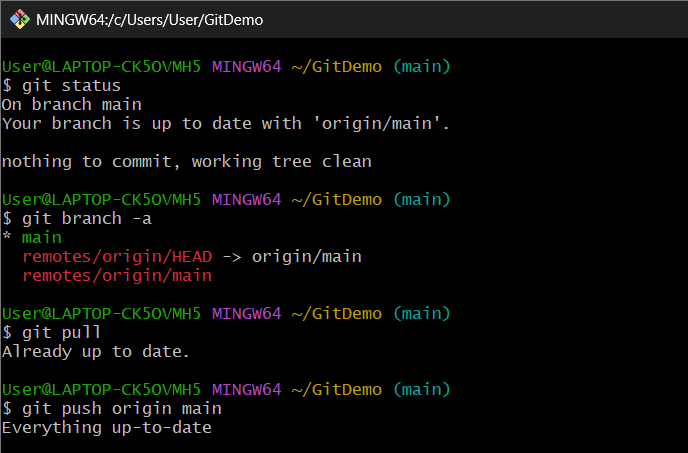 MINGW64:/c/Users/User/GitDemo
User@LAPTOP-CK5OVMH5 MINGW64 ~/GitDemo (main)
$ git status
On branch main
Your branch is up to date with 'origin/main'.
nothing to commit, working tree clean
User@LAPTOP-CK5OVMH5 MINGW64 ~/GitDemo (main)
$ git branch -a
* main
  remotes/origin/HEAD -> origin/main
  remotes/origin/main
User@LAPTOP-CK5OVMH5 MINGW64 ~/GitDemo (main)
$ git pull
Already up to date.
User@LAPTOP-CK5OVMH5 MINGW64 ~/GitDemo (main)
$ git push origin main
Everything up-to-date